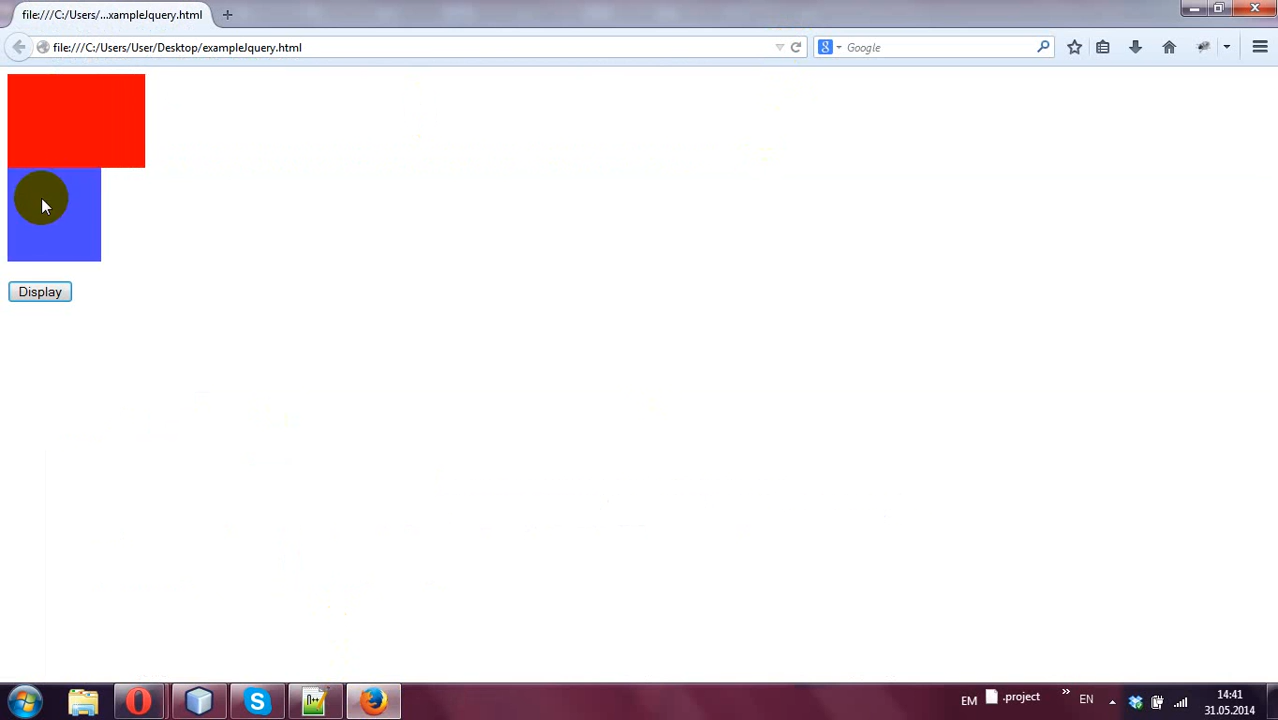 file:///C:/Users/...xampleJquery.html
file:///C:/Users/User/Desktop/exampleJquery.html
8 Google
Display
EM .project » EN 14:41
31.05.2014